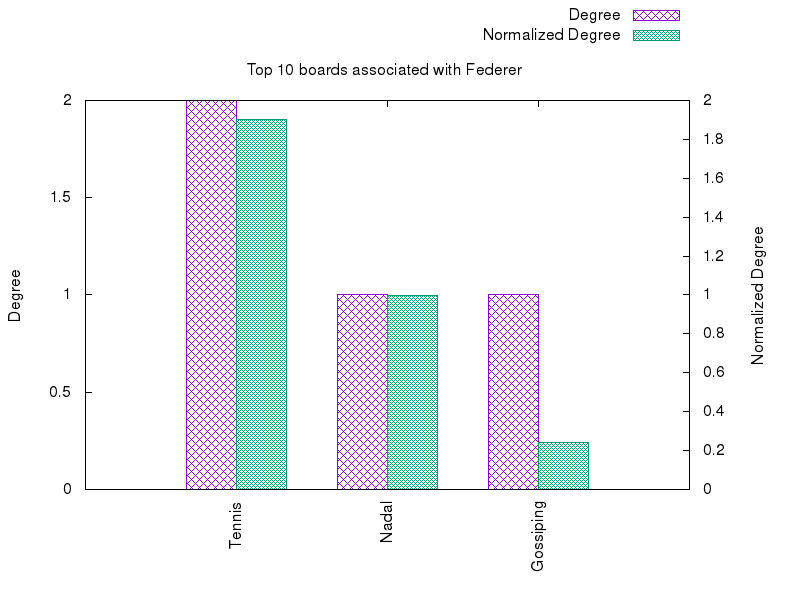 Degree
Normalized Degree
Top 10 boards associated with Federer
2
1.5
1
0.5
0
Degree
2
1.8
1.6
1.4
1.2
1
0.8
0.6
0.4
0.2
0
Normalized Degree
Tennis
Nadal
Gossiping